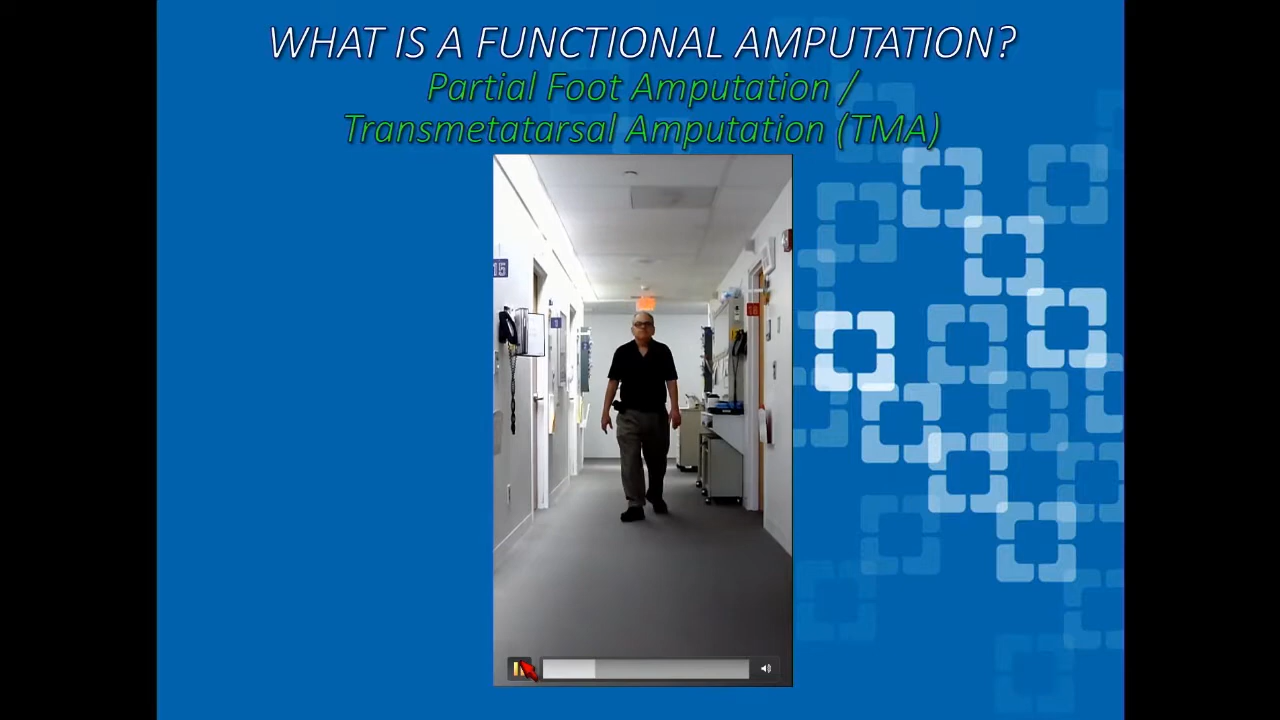 WHAT IS A FUNCTIONAL AMPUTATION?
Partial Foot Amputation /
Transmetatarsal Amputation (TMA)
15